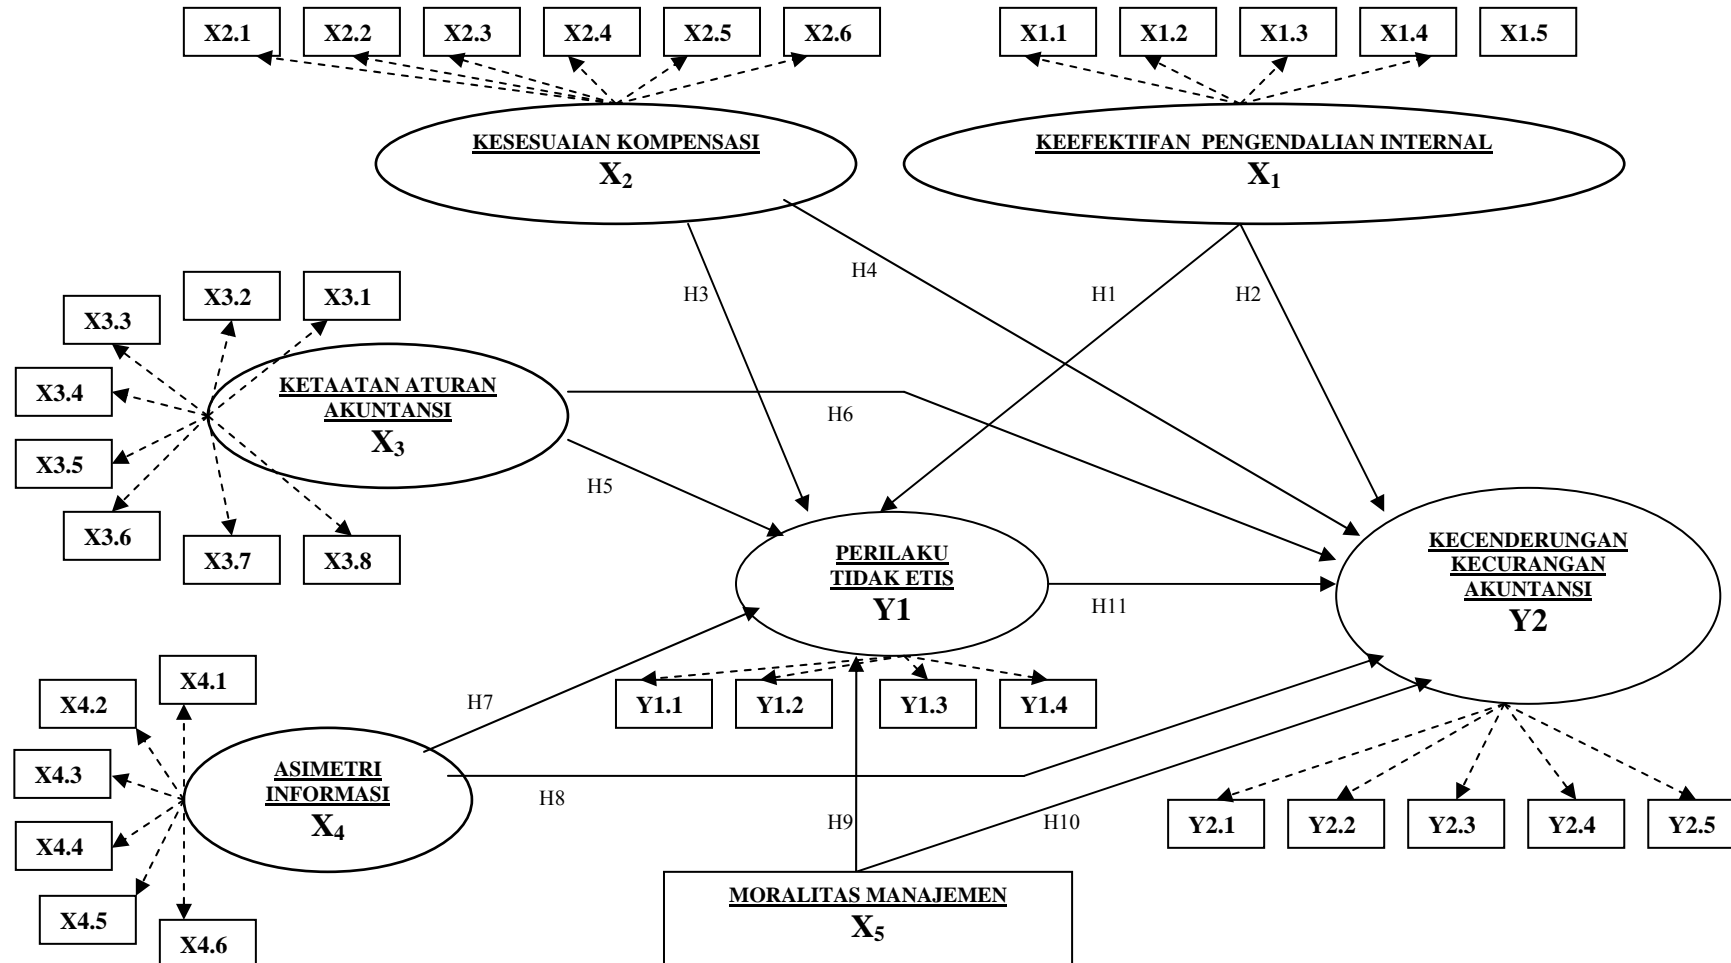 X2.1
X2.2
X2.3
X2.4
X2.5
X2.6
X1.1
X1.2
X1.3
X1.4
X1.5
KESESUAIAN KOMPENSASI
X₂
KEEFEKTIFAN PENGENDALIAN INTERNAL
X₁
H3
H4
H1
H2
X3.3
X3.2
X3.1
X3.4
X3.5
X3.6
X3.7
X3.8
KETAATAN ATURAN
AKUNTANSI
X₃
H6
H5
PERILAKU
TIDAK ETIS
Y1
H11
KECENDERUNGAN
KECURANGAN
AKUNTANSI
Y2
Y1.1
Y1.2
Y1.3
Y1.4
X4.1
X4.2
X4.3
X4.4
X4.5
X4.6
ASIMETRI
INFORMASI
X₄
H7
H8
H9
H10
Y2.1
Y2.2
Y2.3
Y2.4
Y2.5
MORALITAS MANAJEMEN
X₅